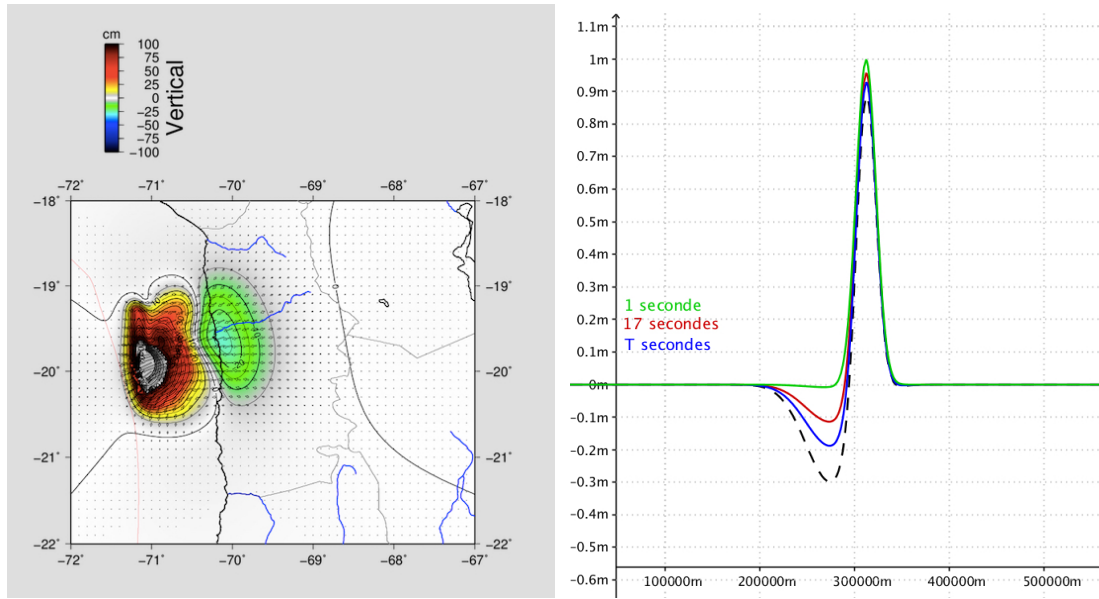 cm
100
75
50
25
0
−25
−50
−75
−100
Vertical
−72˚ −71˚ −70˚ −69˚ −68˚ −67˚
−18˚ −18˚
−19˚ −19˚
−20˚ −20˚
−21˚ −21˚
−22˚ −22˚
−72˚ −71˚ −70˚ −69˚ −68˚ −67˚
1.1m
1m
0.9m
0.8m
0.7m
0.6m
0.5m
0.4m
0.3m
0.2m
0.1m
0m
-0.1m
-0.2m
-0.3m
-0.4m
-0.5m
-0.6m
1 seconde
17 secondes
T secondes
100000m 200000m 300000m 400000m 500000m